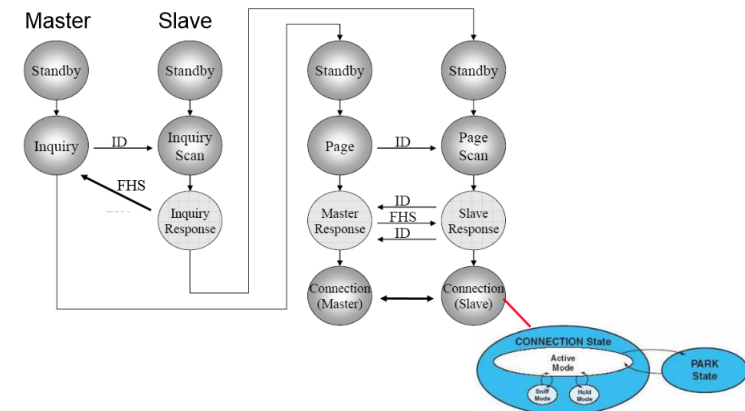 Master
Slave
Standby
Standby
Standby
Standby
Inquiry
ID
Inquiry
Scan
Page
ID
Page
Scan
FHS
Inquiry
Response
Master
Response
ID
FHS
ID
Slave
Response
Connection
(Master)
Connection
(Slave)
CONNECTION State
Active
Mode
Sniff
Mode
Hold
Mode
PARK
State